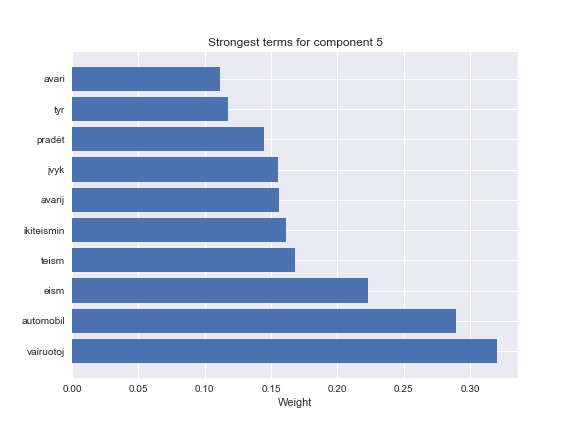 Strongest terms for component 5
avari
tyr
pradėt
įvyk
avarij
ikiteismin
teism
eism
automobil
vairuotoj
0.00 0.05 0.10 0.15 0.20 0.25 0.30
Weight